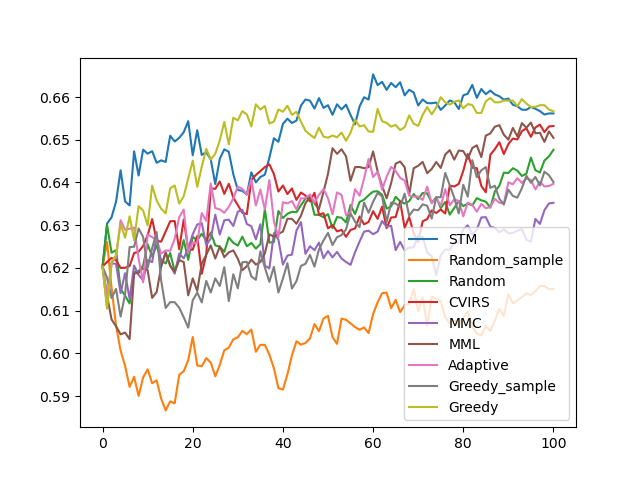 0.66
0.65
0.64
0.63
0.62
0.61
0.60
0.59
0 20 40 60 80 100
STM
Random_sample
Random
CVIRS
MMC
MML
Adaptive
Greedy_sample
Greedy